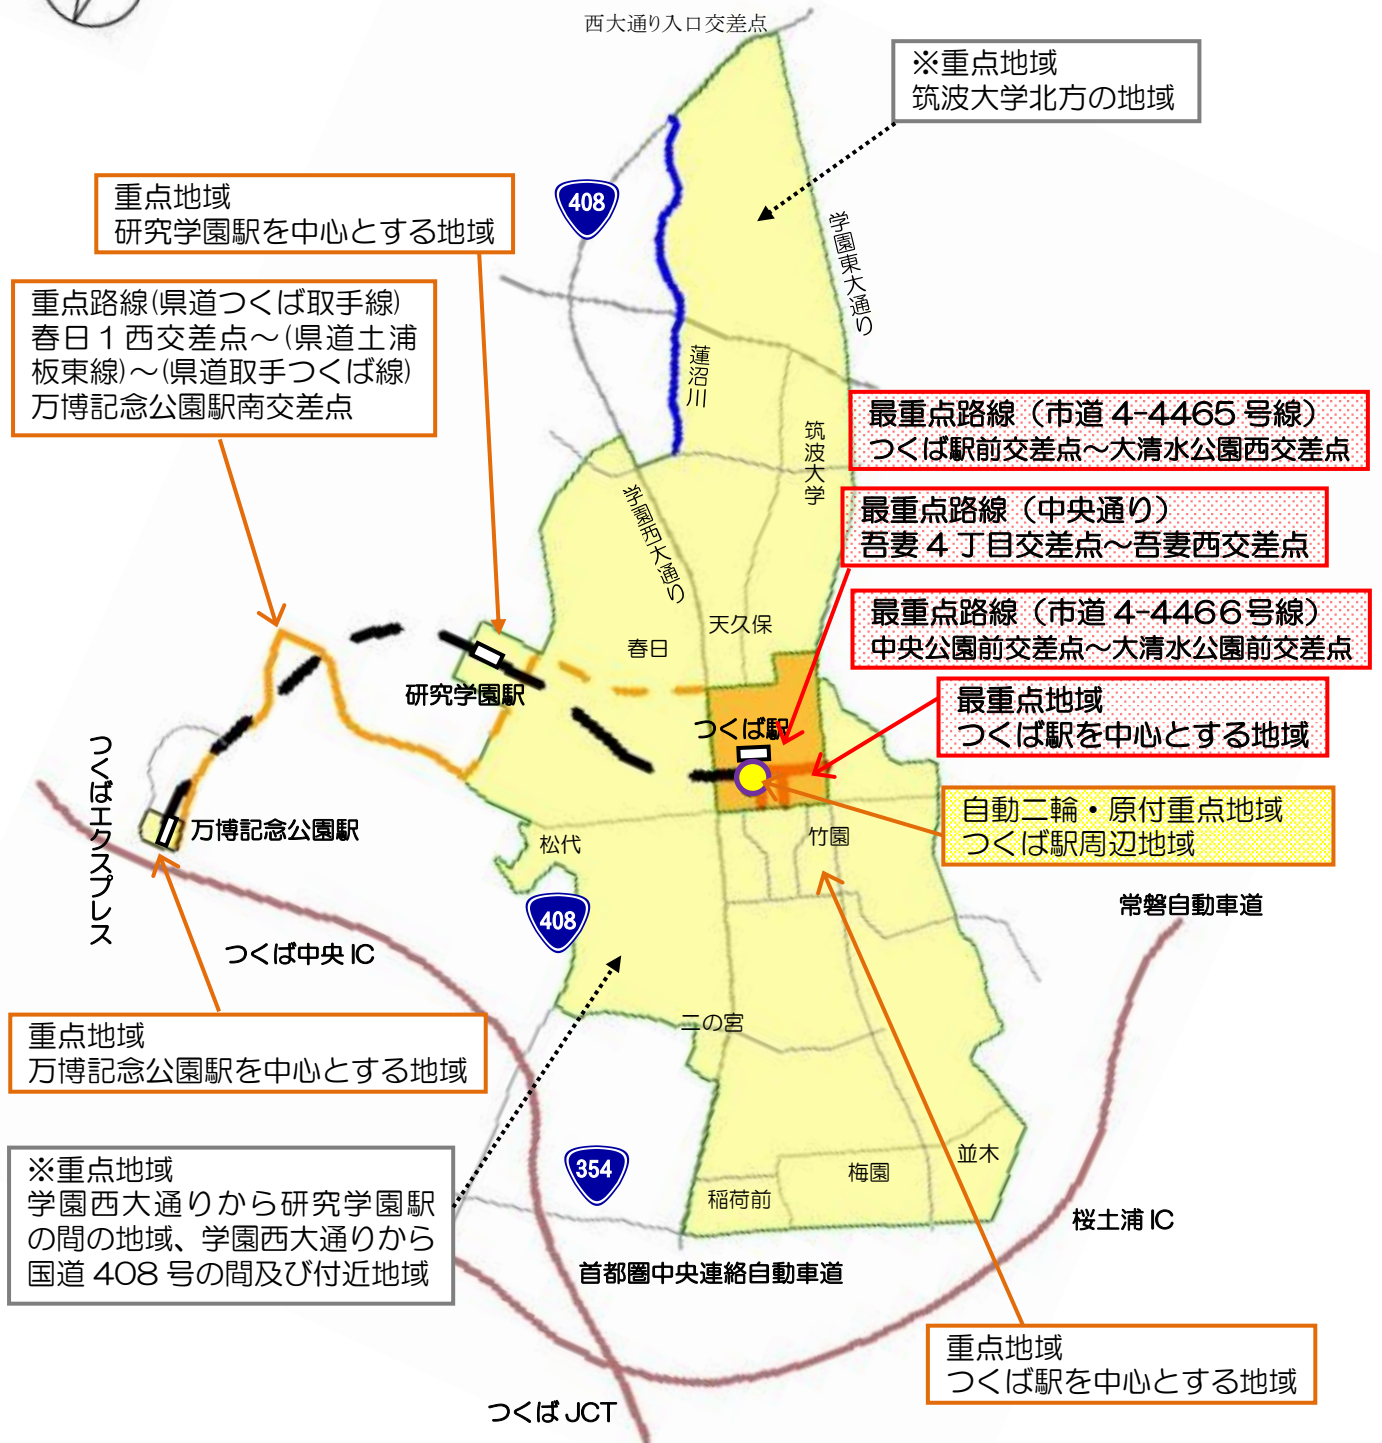 西大通り入口交差点
※重点地域
筑波大学北方の地域
重点地域
研究学園駅を中心とする地域
408
学園東大通り
重点路線(県道つくば取手線)
春日1西交差点～(県道土浦
板東線)～(県道取手つくば線)
万博記念公園駅南交差点
蓮沼川
筑波大学
最重点路線（市道4-4465号線）
つくば駅前交差点～大清水公園西交差点
学園西大通り
最重点路線（中央通り）
吾妻4丁目交差点～吾妻西交差点
天久保
春日
最重点路線（市道4-4466号線）
中央公園前交差点～大清水公園前交差点
研究学園駅
つくば駅
最重点地域
つくば駅を中心とする地域
つくばエクスプレス
万博記念公園駅
松代
竹園
自動二輪・原付重点地域
つくば駅周辺地域
408
常磐自動車道
つくば中央IC
二の宮
重点地域
万博記念公園駅を中心とする地域
※重点地域
学園西大通りから研究学園駅
の間の地域、学園西大通りから
国道408号の間及び付近地域
354
稲荷前
梅園
並木
桜土浦IC
首都圏中央連絡自動車道
重点地域
つくば駅を中心とする地域
つくばJCT